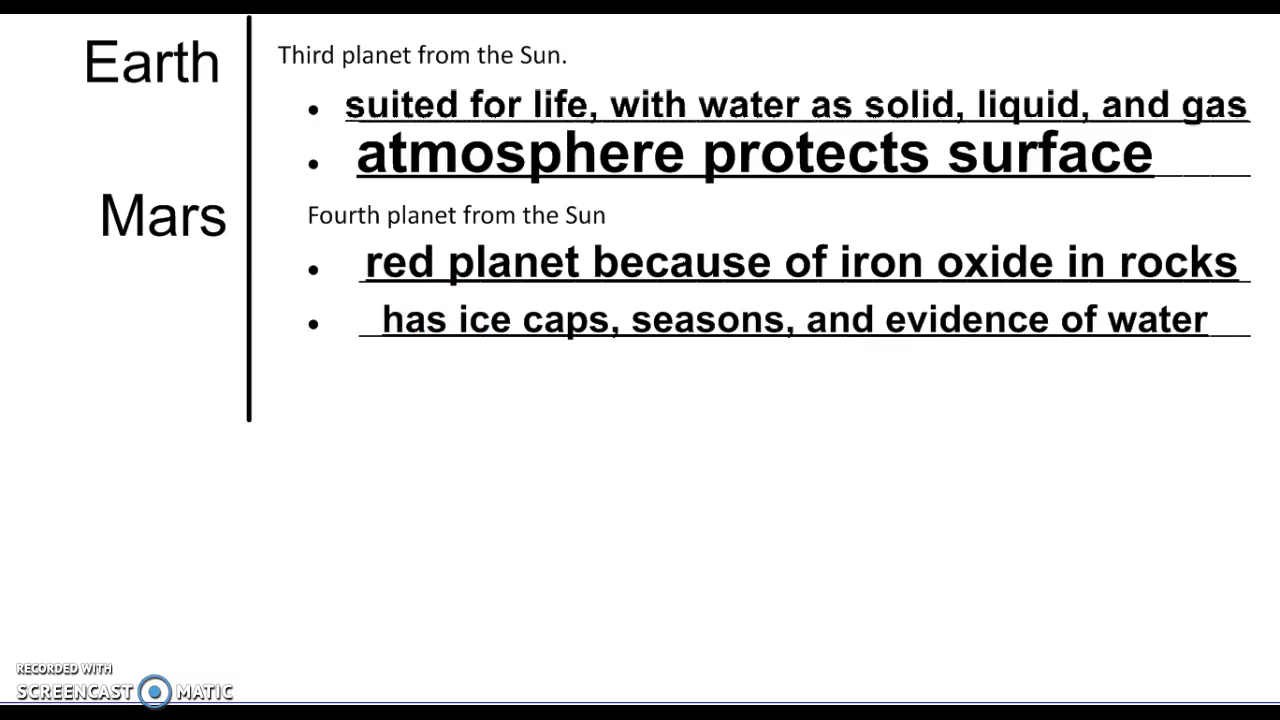 Earth
Third planet from the Sun.
• suited for life, with water as solid, liquid, and gas
• atmosphere protects surface
Mars
Fourth planet from the Sun
• red planet because of iron oxide in rocks
• has ice caps, seasons, and evidence of water
RECORDED WITH
SCREENCAST MATIC